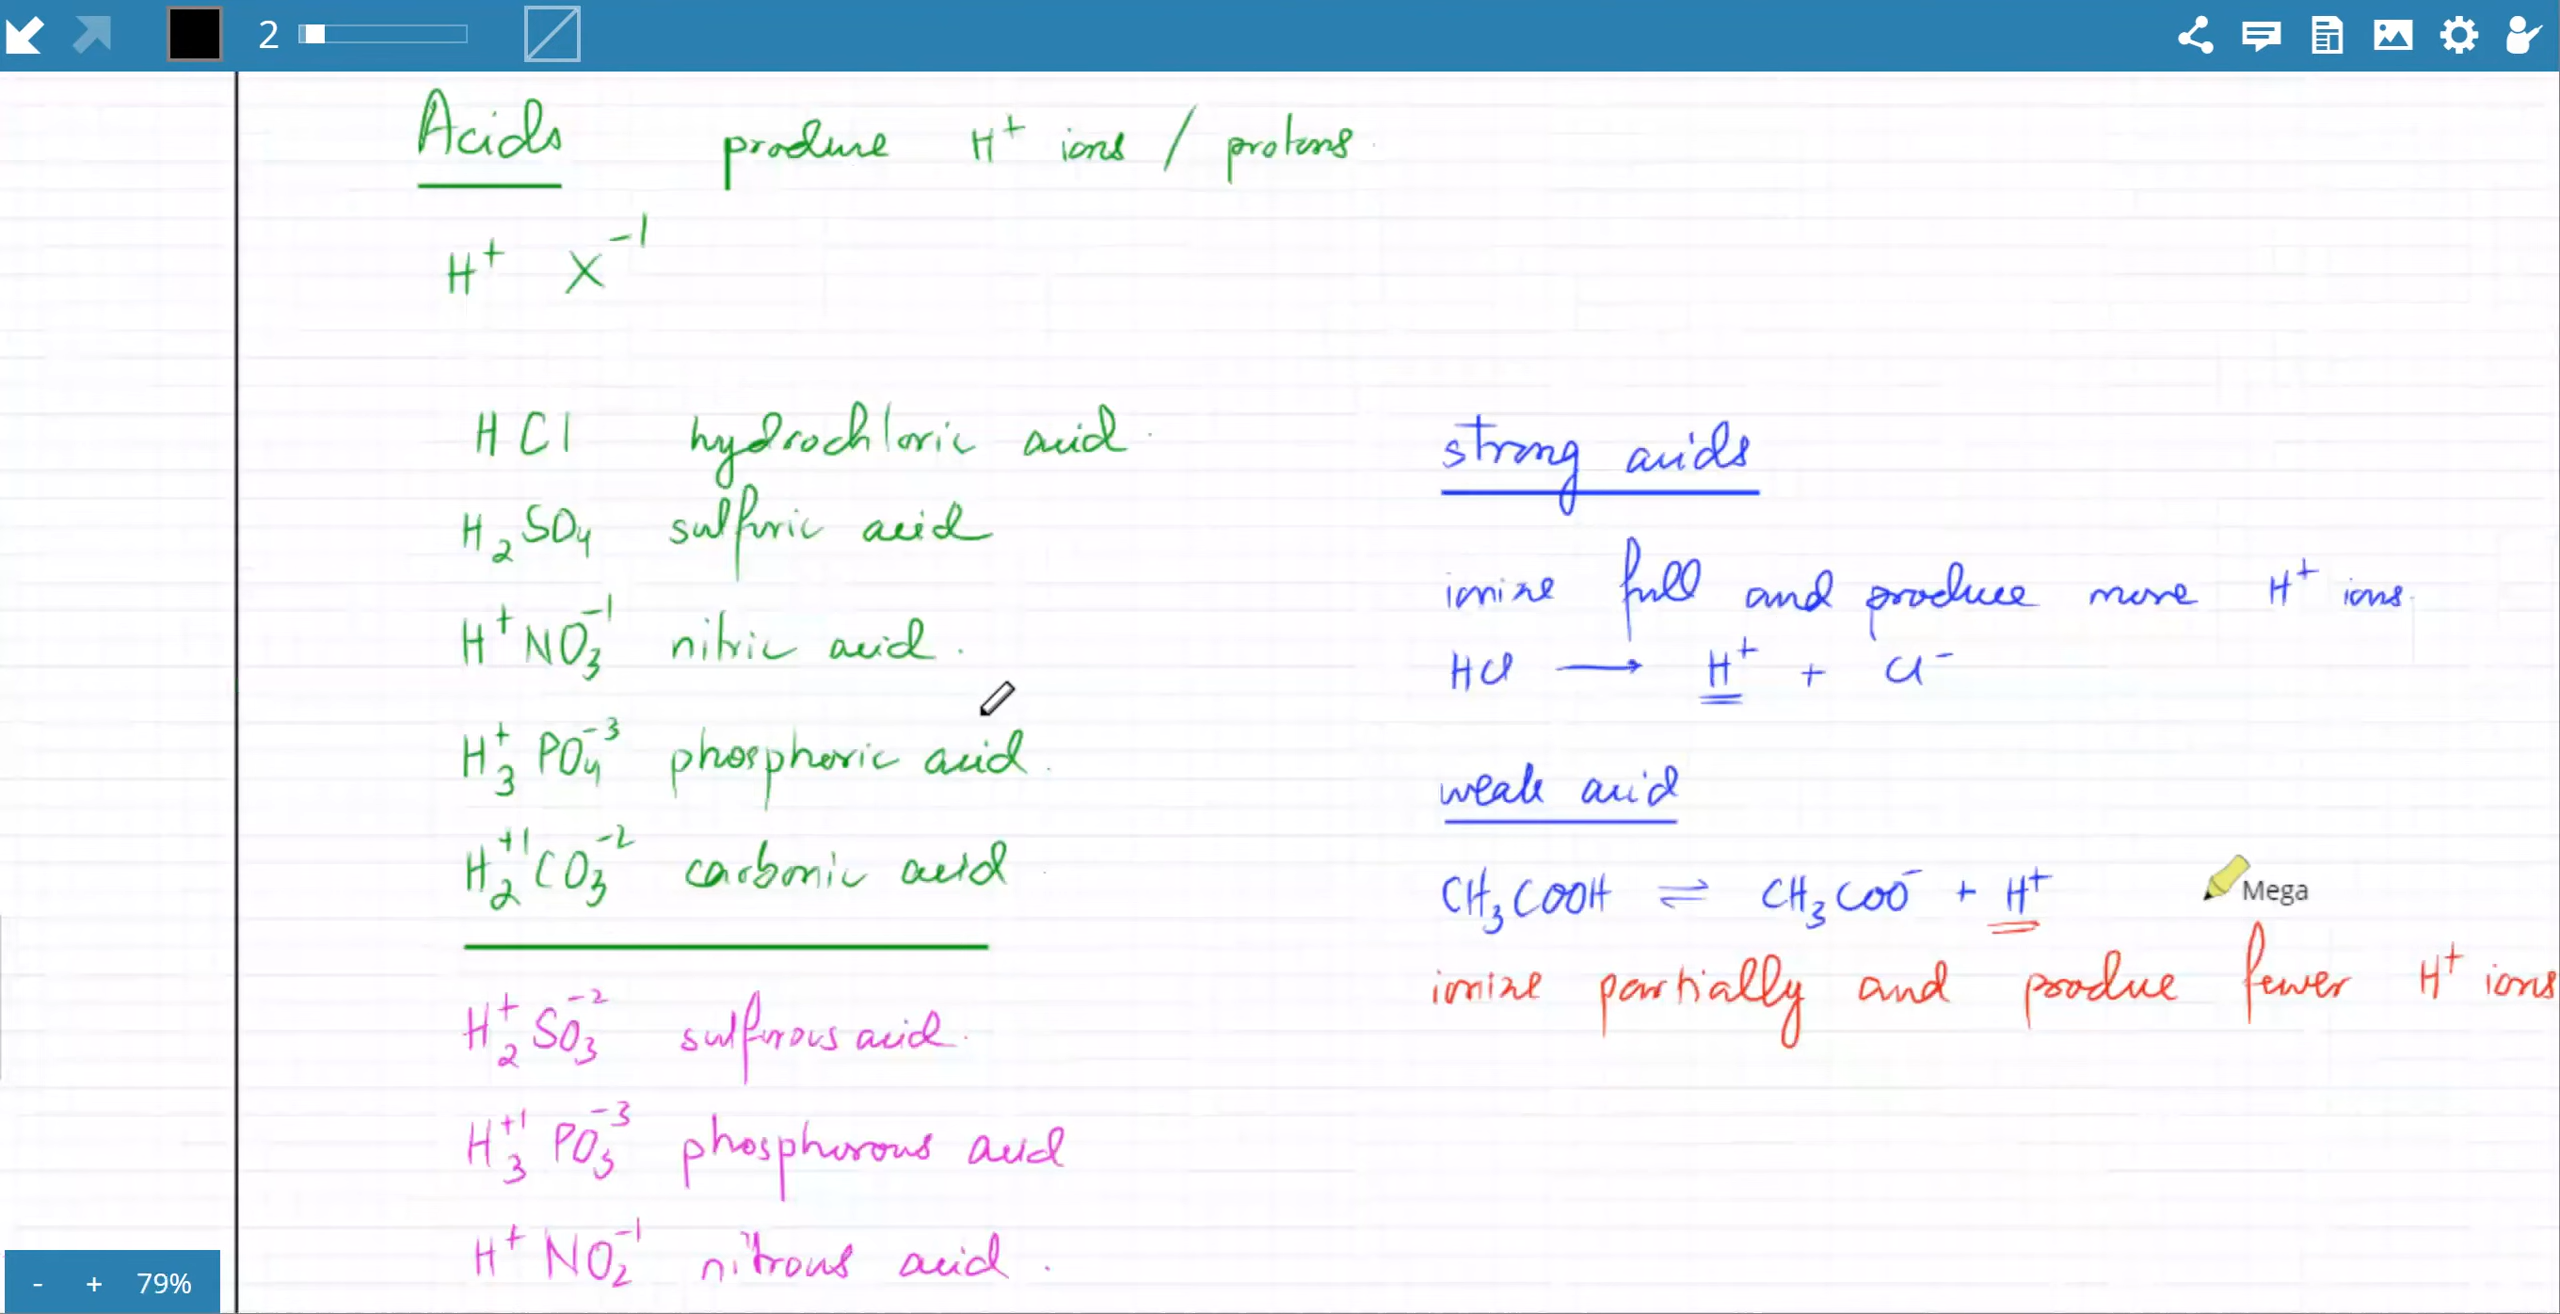 2
Acids produce H⁺ ions / protons.
H⁺ X⁻¹
HCl hydrochloric acid.
H₂SO₄ sulfuric acid
H⁺NO₃⁻¹ nitric acid.
H₃⁺PO₄⁻³ phosphoric acid.
H₂⁺¹CO₃⁻² carbonic acid.
H₂⁺SO₃⁻² sulfurous acid.
H₃⁺¹PO₃⁻³ phosphorous acid
H⁺NO₂⁻¹ nitrous acid.
strong acids
ionize full and produce more H⁺ ions.
HCl ⟶ H⁺ + Cl⁻
weak acid
CH₃COOH ⇌ CH₃COO⁻ + H⁺
Mega
ionize partially and produce fewer H⁺ ions
- + 79%